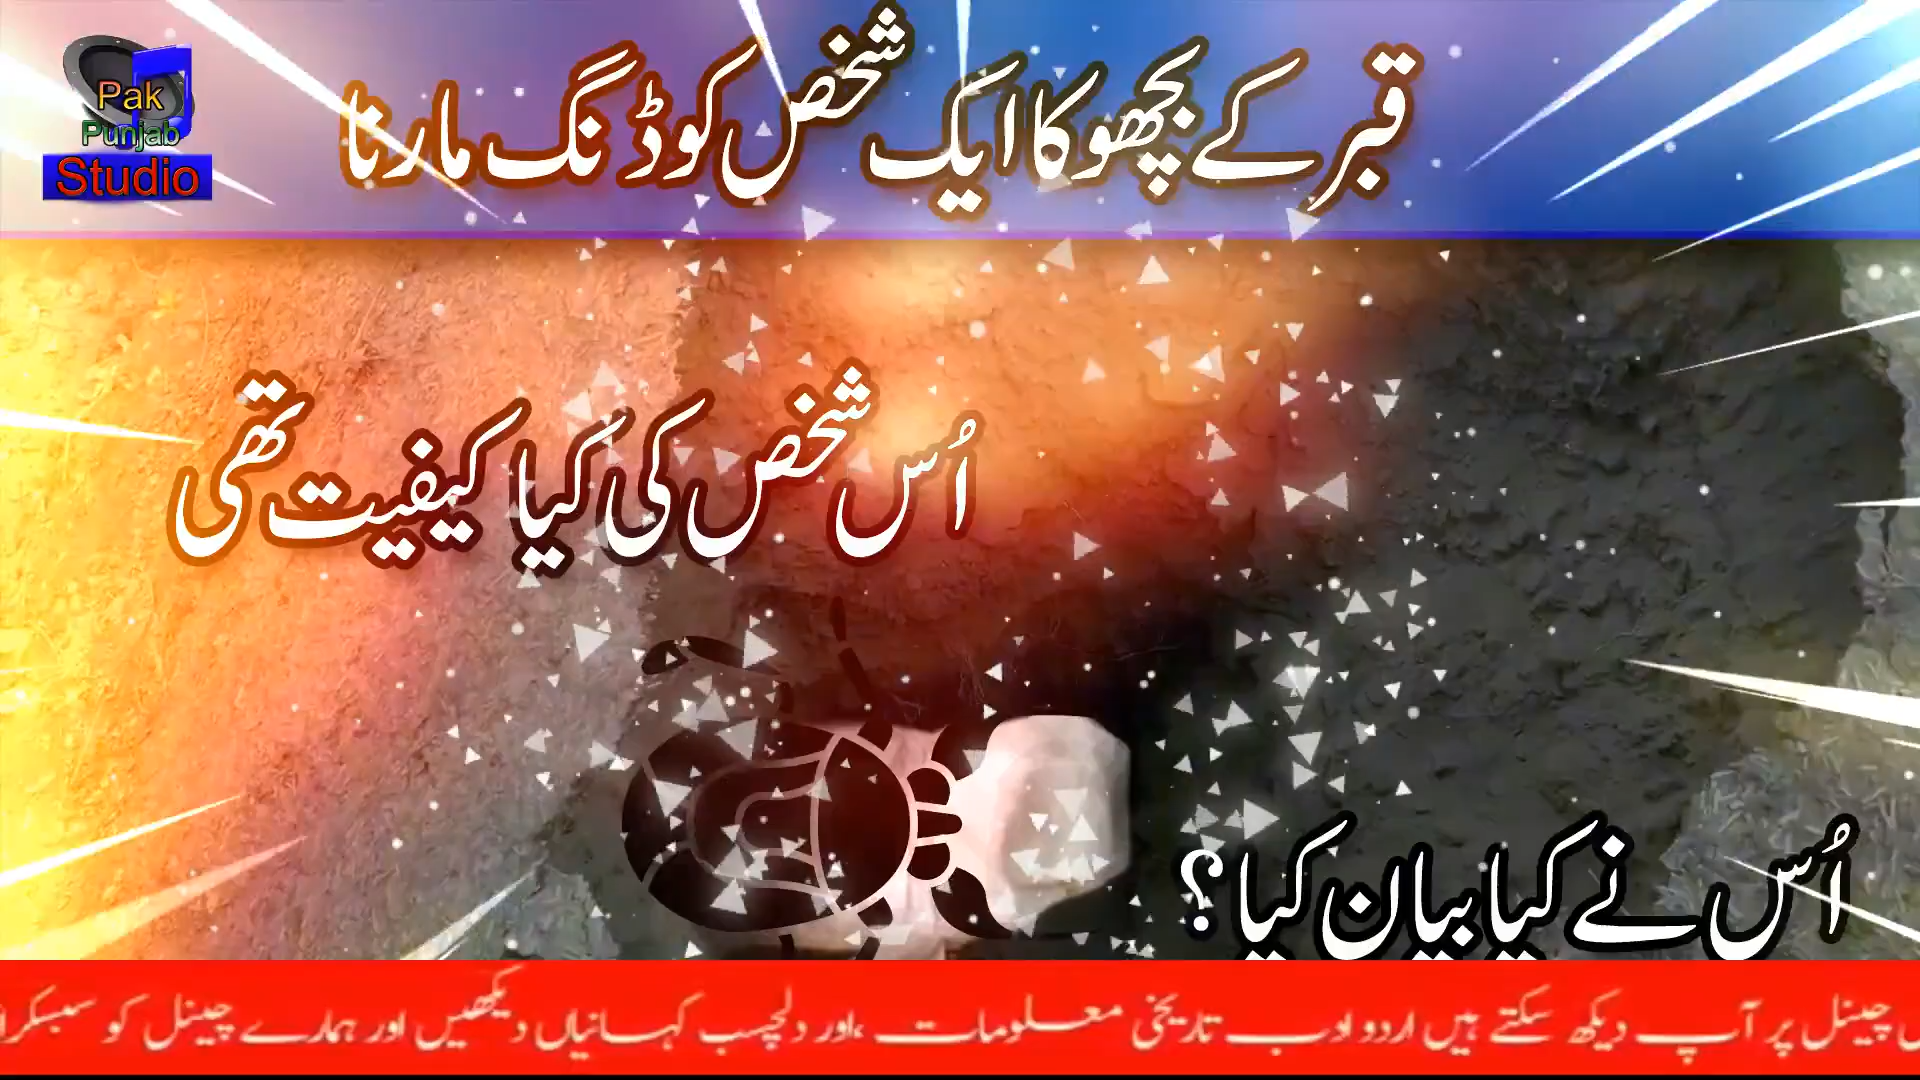 قبر کے بچھو کا ایک شخص کو ڈنگ مارنا
Pak
Punjab
Studio
اُس شخص کی کیا کیفیت تھی
اُس نے کیا بیان کیا؟
چینل پر آپ دیکھ سکتے ہیں اردو ادب تاریخی معلومات ،اور دلچسب کہانیاں دیکھیں اور ہمارے چینل کو